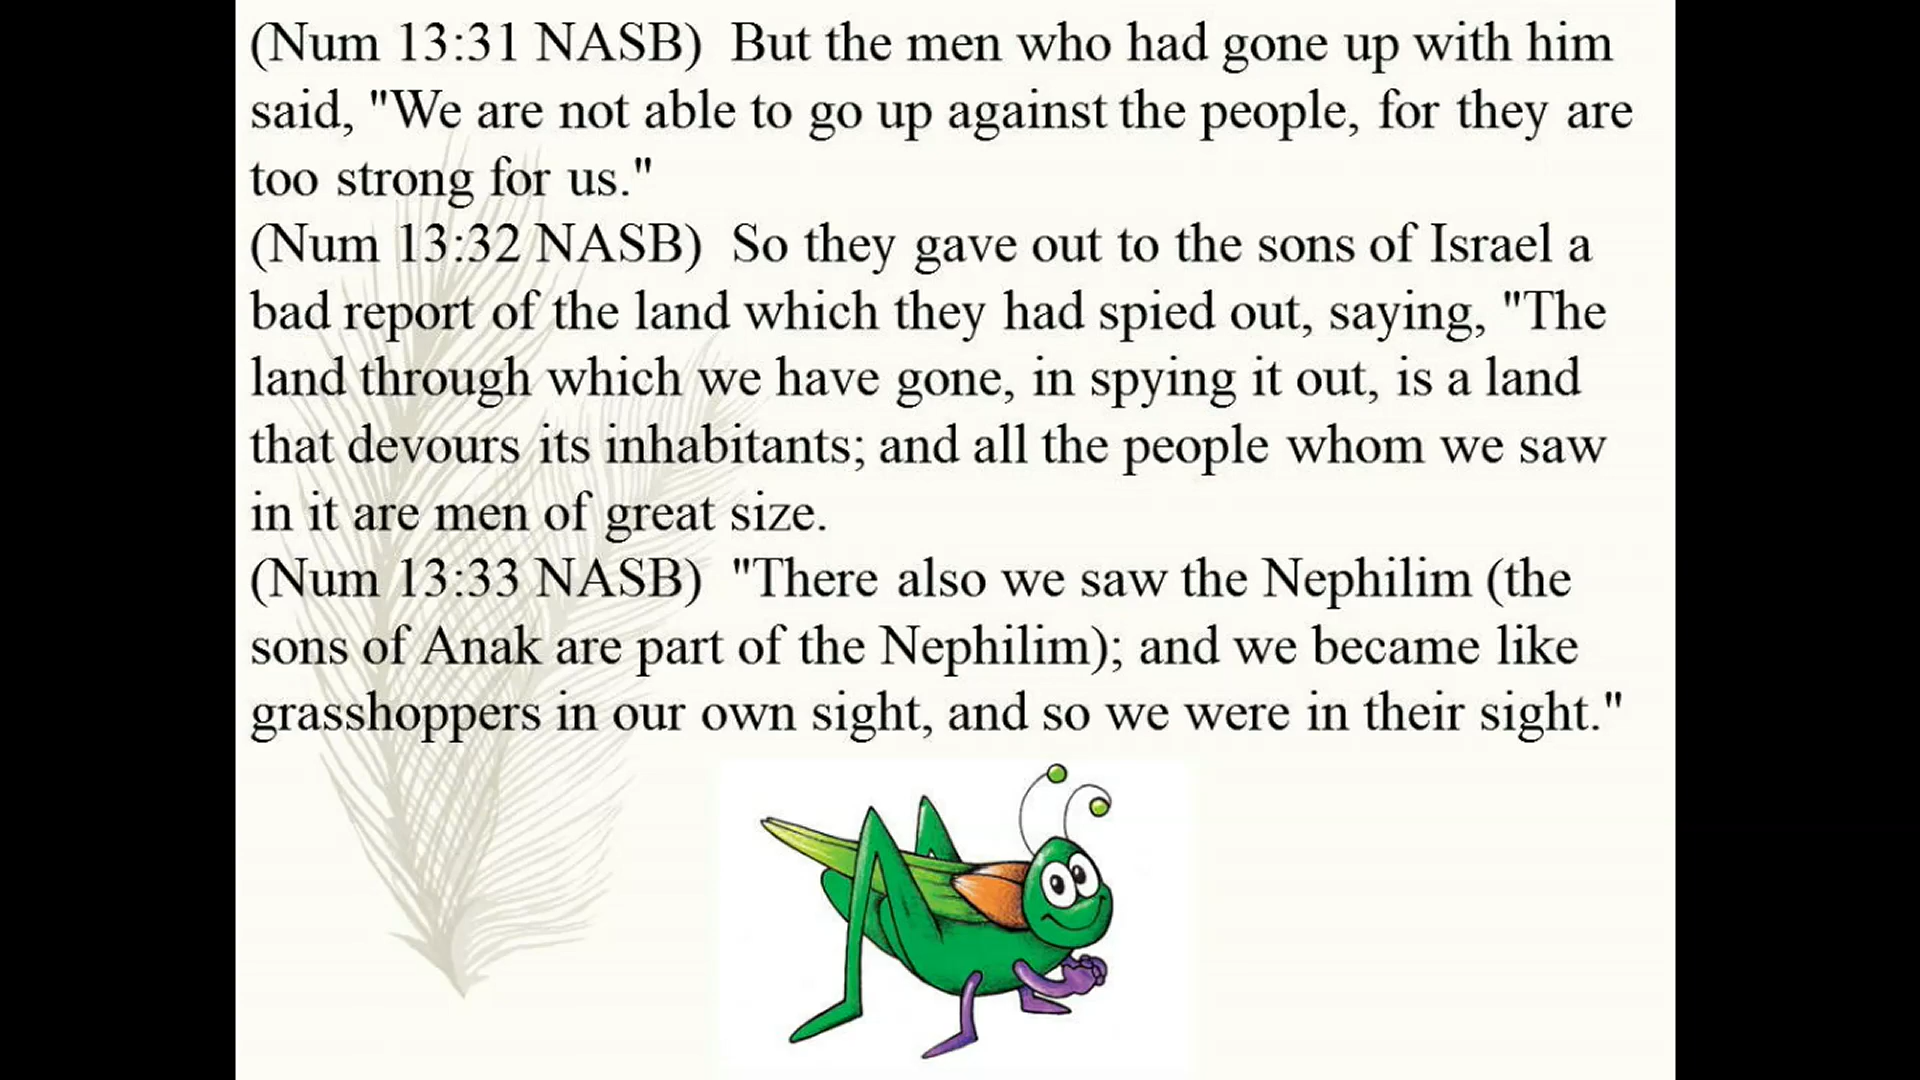 (Num 13:31 NASB)  But the men who had gone up with him
said, "We are not able to go up against the people, for they are
too strong for us."
(Num 13:32 NASB)  So they gave out to the sons of Israel a
bad report of the land which they had spied out, saying, "The
land through which we have gone, in spying it out, is a land
that devours its inhabitants; and all the people whom we saw
in it are men of great size.
(Num 13:33 NASB)  "There also we saw the Nephilim (the
sons of Anak are part of the Nephilim); and we became like
grasshoppers in our own sight, and so we were in their sight."